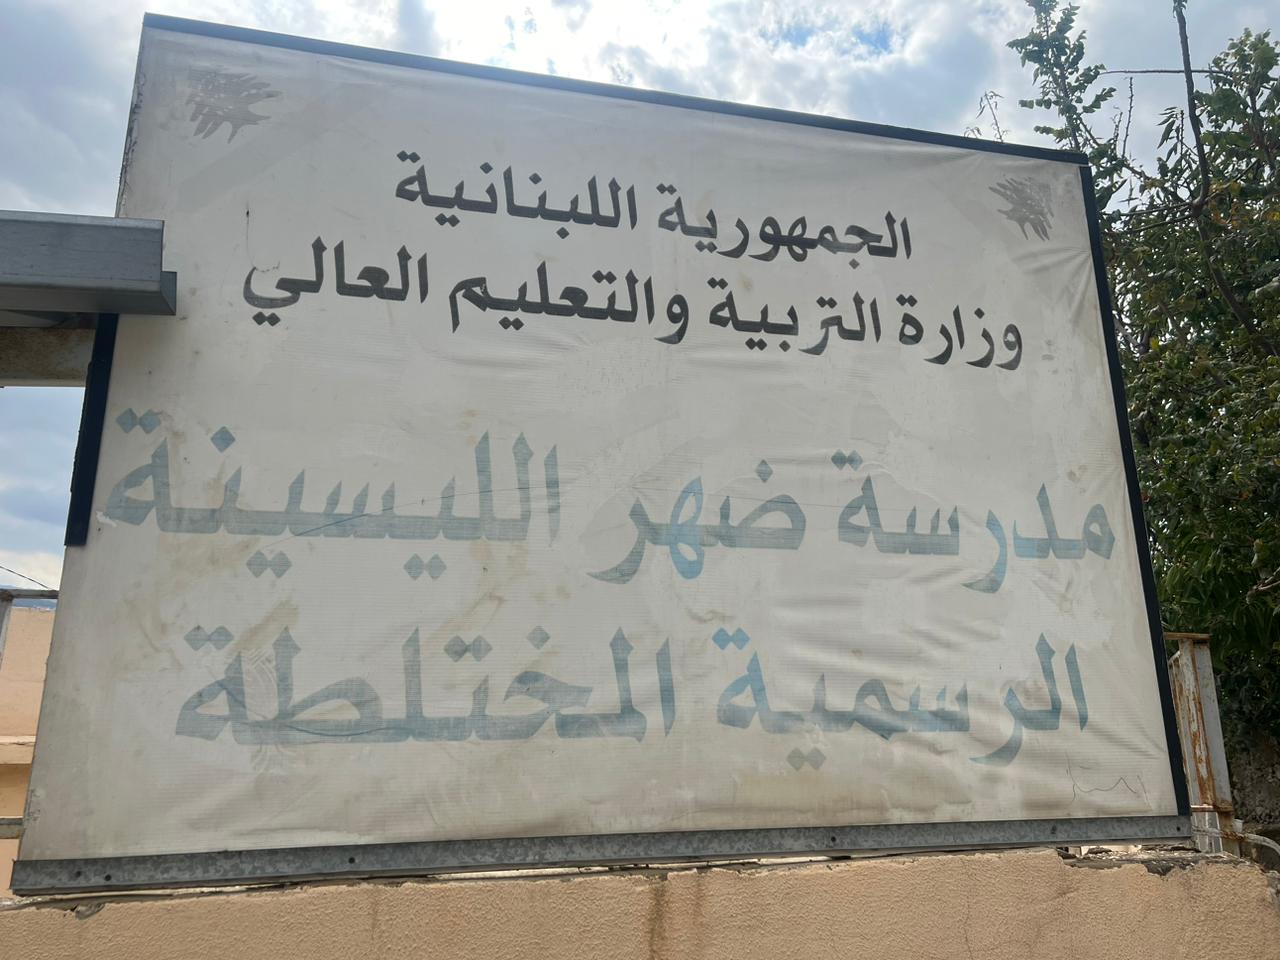 الجمهورية اللبنانية
وزارة التربية والتعليم العالي
مدرسة ضهر الليسينة
الرسمية المختلطة